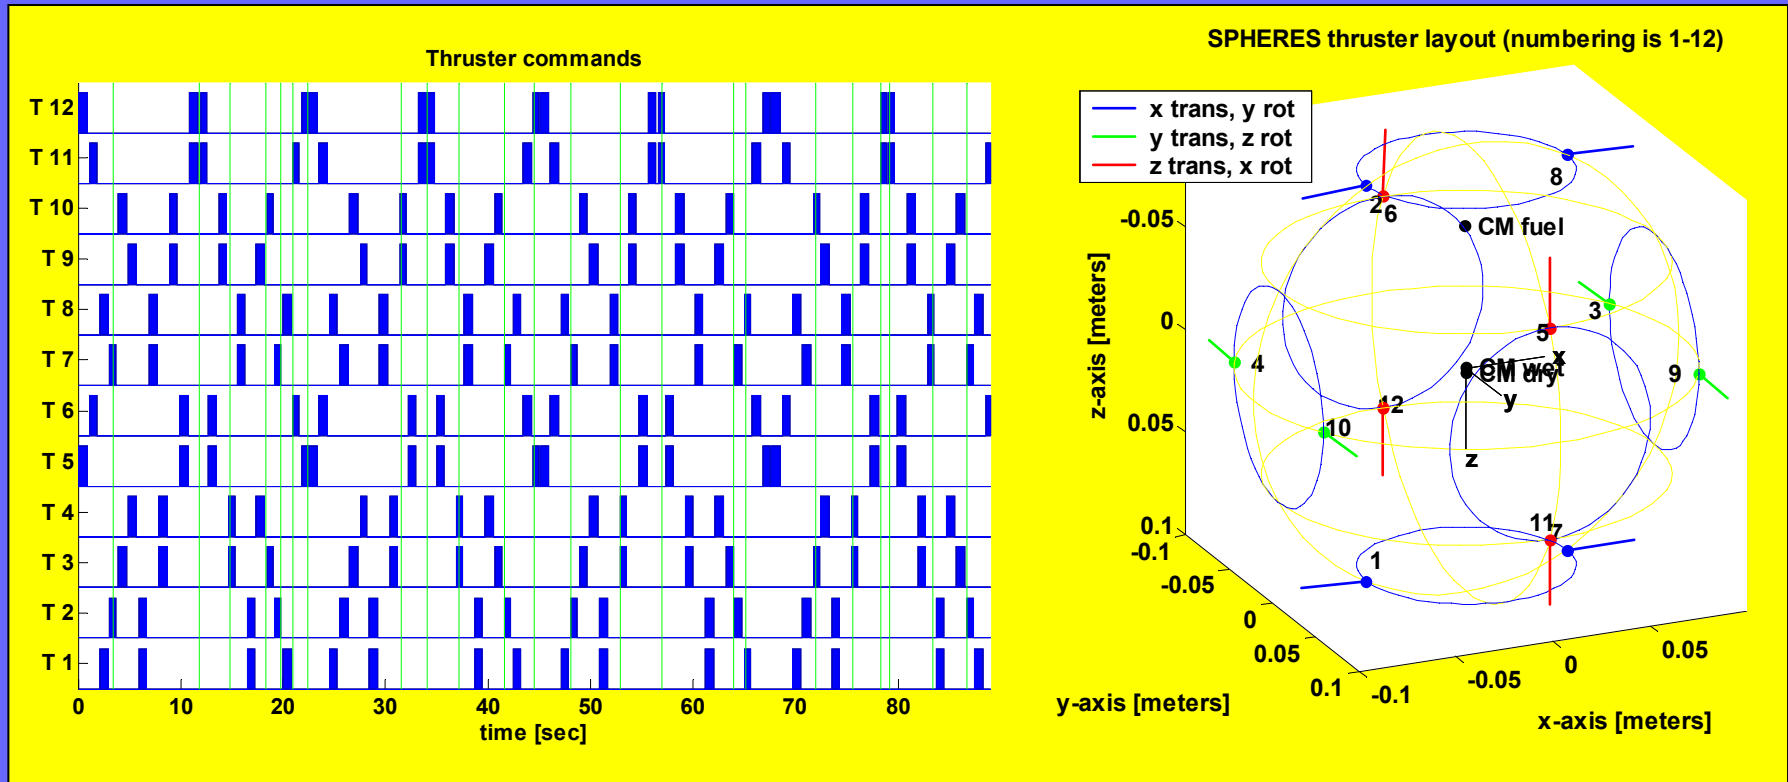 Thruster commands
T 12
T 11
T 10
T 9
T 8
T 7
T 6
T 5
T 4
T 3
T 2
T 1
0 10 20 30 40 50 60 70 80
time [sec]
SPHERES thruster layout (numbering is 1-12)
x trans, y rot
y trans, z rot
z trans, x rot
8
2
6
CM fuel
3
5
4
x
CM wet
CM dry
9
y
12
10
z
11
7
1
z-axis [meters]
-0.05
0
0.05
0.1
-0.1
-0.05
0
0.05
0.1
y-axis [meters]
-0.1
-0.05
0
0.05
x-axis [meters]